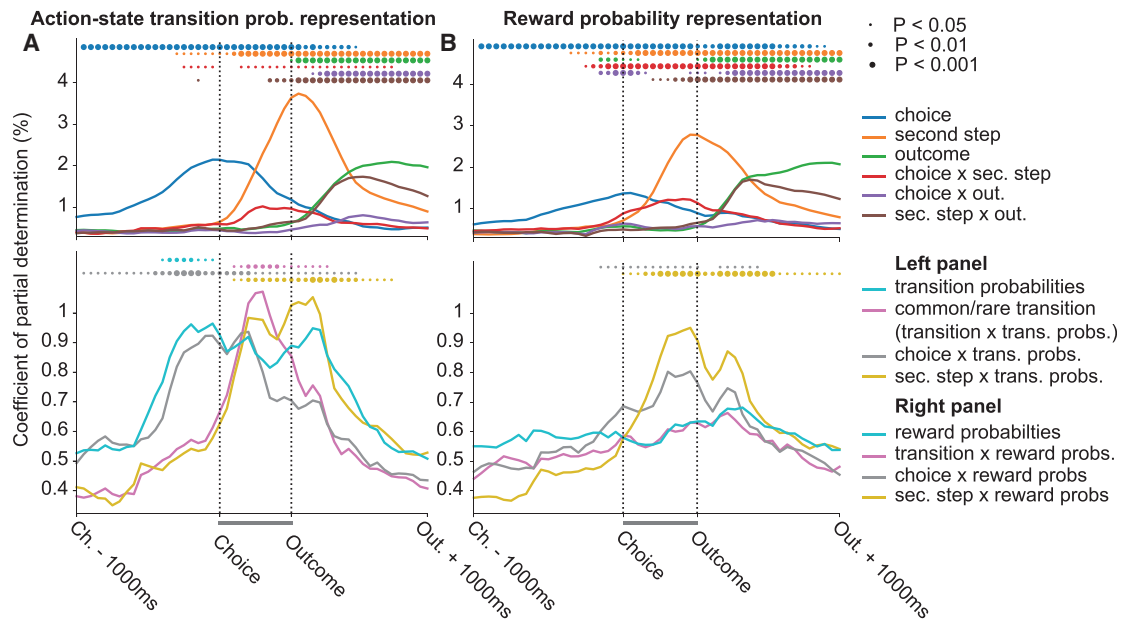 Action-state transition prob. representation
Reward probability representation
A
B
P < 0.05
P < 0.01
P < 0.001
Coefficient of partial determination (%)
4
3
2
1
4
3
2
1
choice
second step
outcome
choice x sec. step
choice x out.
sec. step x out.
1
0.9
0.8
0.7
0.6
0.5
0.4
1
0.9
0.8
0.7
0.6
0.5
0.4
Left panel
transition probabilities
common/rare transition
(transition x trans. probs.)
choice x trans. probs.
sec. step x trans. probs.
Right panel
reward probabilties
transition x reward probs.
choice x reward probs
sec. step x reward probs
Ch. - 1000ms
Choice
Outcome
Out. + 1000ms
Ch. - 1000ms
Choice
Outcome
Out. + 1000ms